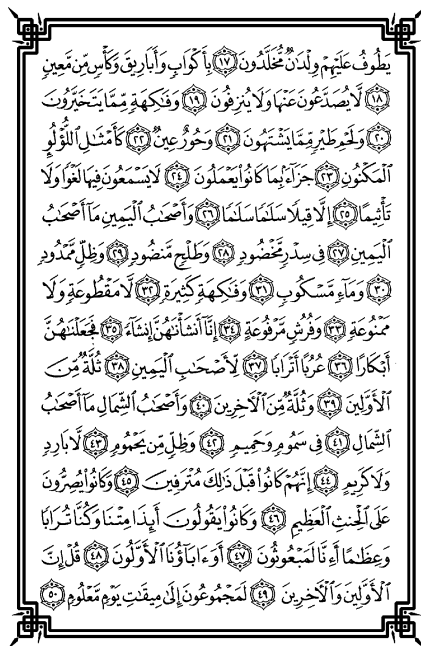 يَطُوفُ عَلَيْهِمْ وِلْدَٰنٌ مُّخَلَّدُونَ ١٧ بِأَكْوَابٍ وَأَبَارِيقَ وَكَأْسٍ مِّن مَّعِينٍ
١٨ لَّا يُصَدَّعُونَ عَنْهَا وَلَا يُنزِفُونَ ١٩ وَفَٰكِهَةٍ مِّمَّا يَتَخَيَّرُونَ
٢٠ وَلَحْمِ طَيْرٍ مِّمَّا يَشْتَهُونَ ٢١ وَحُورٌ عِينٌ ٢٢ كَأَمْثَٰلِ ٱللُّؤْلُؤِ
ٱلْمَكْنُونِ ٢٣ جَزَآءًۢ بِمَا كَانُوا۟ يَعْمَلُونَ ٢٤ لَا يَسْمَعُونَ فِيهَا لَغْوًا وَلَا
تَأْثِيمًا ٢٥ إِلَّا قِيلًا سَلَٰمًا سَلَٰمًا ٢٦ وَأَصْحَٰبُ ٱلْيَمِينِ مَآ أَصْحَٰبُ
ٱلْيَمِينِ ٢٧ فِى سِدْرٍ مَّخْضُودٍ ٢٨ وَطَلْحٍ مَّنضُودٍ ٢٩ وَظِلٍّ مَّمْدُودٍ
٣٠ وَمَآءٍ مَّسْكُوبٍ ٣١ وَفَٰكِهَةٍ كَثِيرَةٍ ٣٢ لَّا مَقْطُوعَةٍ وَلَا
مَمْنُوعَةٍ ٣٣ وَفُرُشٍ مَّرْفُوعَةٍ ٣٤ إِنَّآ أَنشَأْنَٰهُنَّ إِنشَآءً ٣٥ فَجَعَلْنَٰهُنَّ
أَبْكَارًا ٣٦ عُرُبًا أَتْرَابًا ٣٧ لِّأَصْحَٰبِ ٱلْيَمِينِ ٣٨ ثُلَّةٌ مِّنَ
ٱلْأَوَّلِينَ ٣٩ وَثُلَّةٌ مِّنَ ٱلْءَاخِرِينَ ٤٠ وَأَصْحَٰبُ ٱلشِّمَالِ مَآ أَصْحَٰبُ
ٱلشِّمَالِ ٤١ فِى سَمُومٍ وَحَمِيمٍ ٤٢ وَظِلٍّ مِّن يَحْمُومٍ ٤٣ لَّا بَارِدٍ
وَلَا كَرِيمٍ ٤٤ إِنَّهُمْ كَانُوا۟ قَبْلَ ذَٰلِكَ مُتْرَفِينَ ٤٥ وَكَانُوا۟ يُصِرُّونَ
عَلَى ٱلْحِنثِ ٱلْعَظِيمِ ٤٦ وَكَانُوا۟ يَقُولُونَ أَئِذَا مِتْنَا وَكُنَّا تُرَابًا
وَعِظَٰمًا أَءِنَّا لَمَبْعُوثُونَ ٤٧ أَوَءَابَآؤُنَا ٱلْأَوَّلُونَ ٤٨ قُلْ إِنَّ
ٱلْأَوَّلِينَ وَٱلْءَاخِرِينَ ٤٩ لَمَجْمُوعُونَ إِلَىٰ مِيقَٰتِ يَوْمٍ مَّعْلُومٍ ٥٠